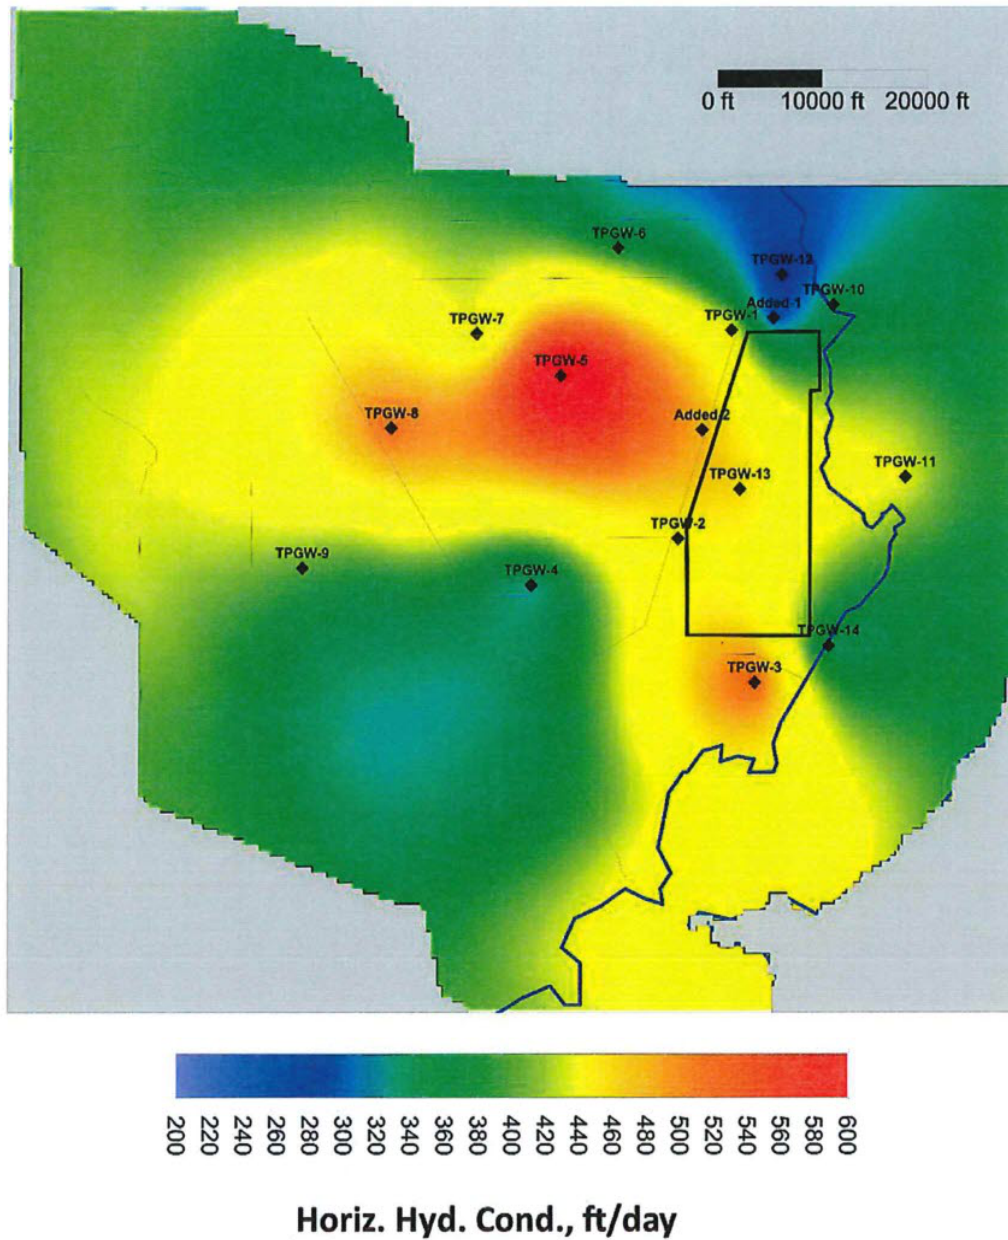 0 ft 10000 ft 20000 ft
TPGW-6
TPGW-12
TPGW-10
Added-1
TPGW-1
TPGW-7
TPGW-5
TPGW-8
Added-2
TPGW-11
TPGW-13
TPGW-2
TPGW-9
TPGW-4
TPGW-14
TPGW-3
200 220 240 260 280 300 320 340 360 380 400 420 440 460 480 500 520 540 560 580 600
Horiz. Hyd. Cond., ft/day